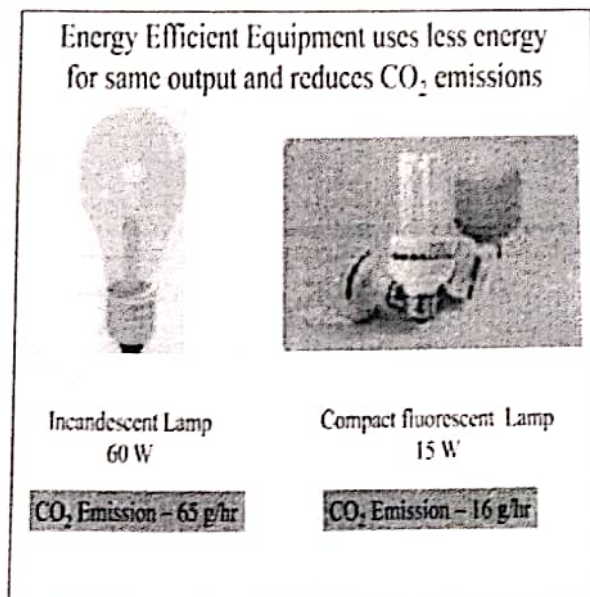 Energy Efficient Equipment uses less energy
for same output and reduces CO₂ emissions
Incandescent Lamp
60 W
Compact fluorescent Lamp
15 W
CO₂ Emission – 65 g/hr
CO₂ Emission – 16 g/hr